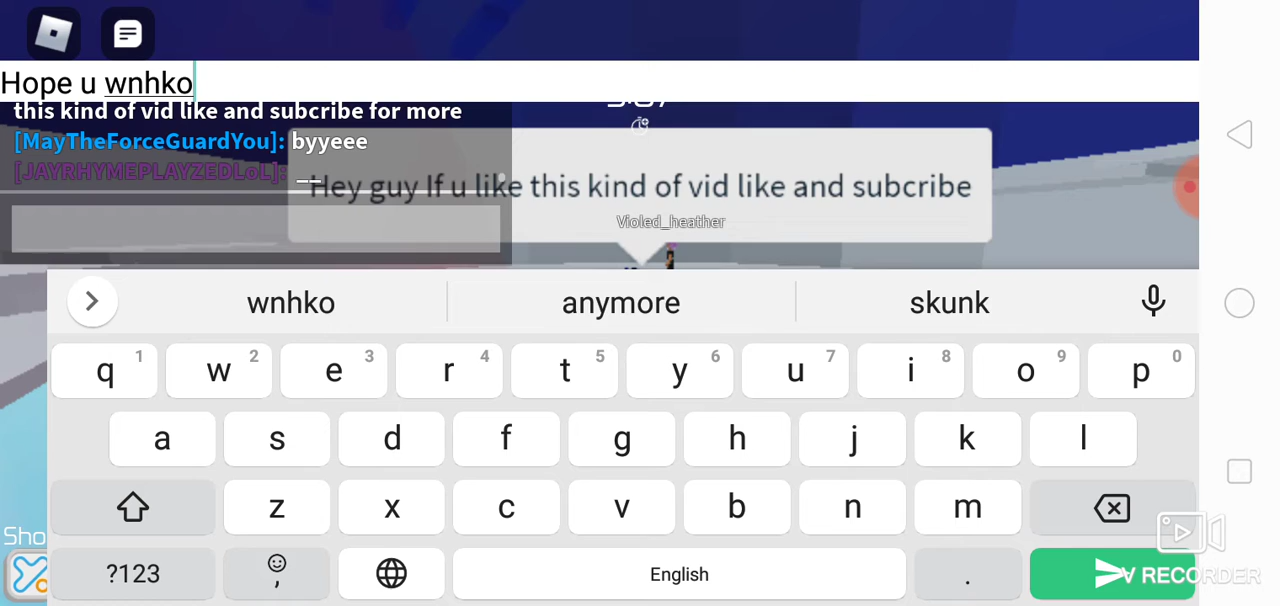 Hope u wnhko
this kind of vid like and subcribe for more
[MayTheForceGuardYou]: byyeee
[JAYRHYMEPLAYZEDLoL]: __
Hey guy If u like this kind of vid like and subcribe
Violed_heather
wnhko anymore skunk
q 1 w 2 e 3 r 4 t 5 y 6 u 7 i 8 o 9 p 0
a s d f g h j k l
z x c v b n m
Sho
?123 , English .
V RECORDER